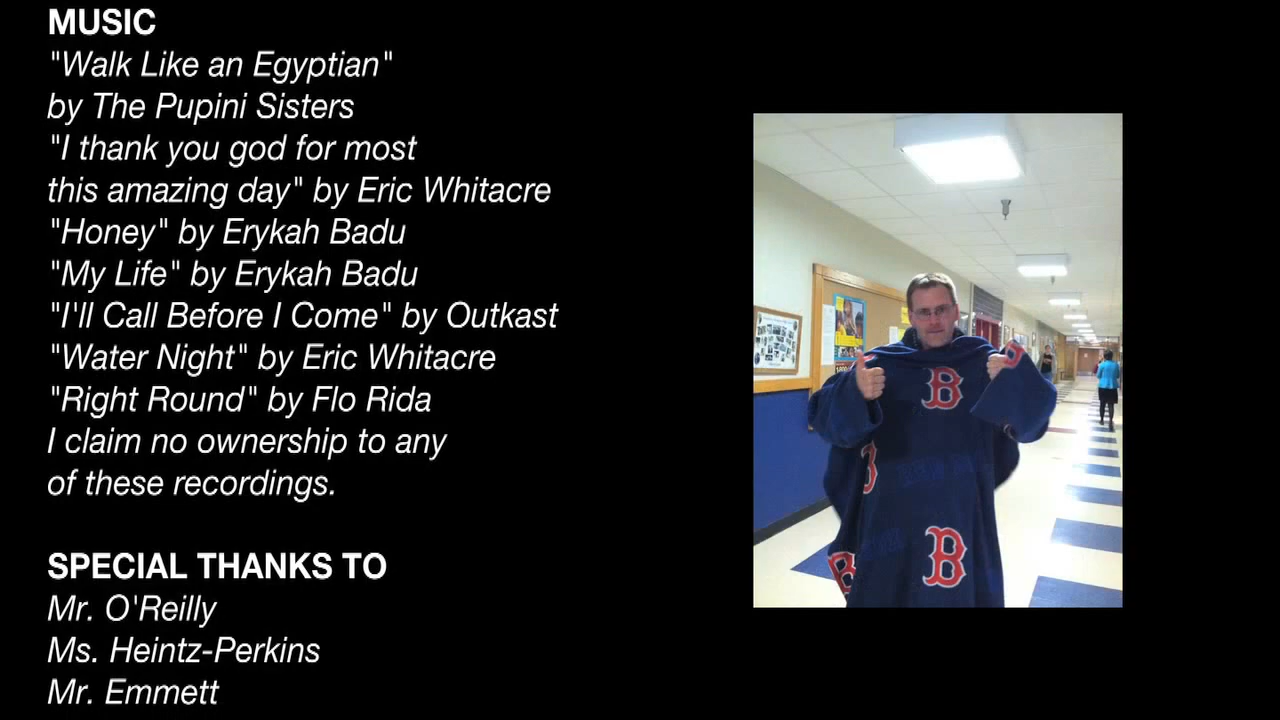 MUSIC
"Walk Like an Egyptian"
by The Pupini Sisters
"I thank you god for most
this amazing day" by Eric Whitacre
"Honey" by Erykah Badu
"My Life" by Erykah Badu
"I'll Call Before I Come" by Outkast
"Water Night" by Eric Whitacre
"Right Round" by Flo Rida
I claim no ownership to any
of these recordings.
SPECIAL THANKS TO
Mr. O'Reilly
Ms. Heintz-Perkins
Mr. Emmett
B
B
B
B